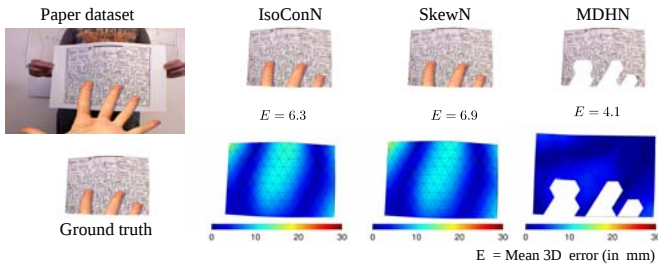 Paper dataset
IsoConN
SkewN
MDHN
E = 6.3
E = 6.9
E = 4.1
Ground truth
0 10 20 30
0 10 20 30
0 10 20 30
E = Mean 3D error (in mm)